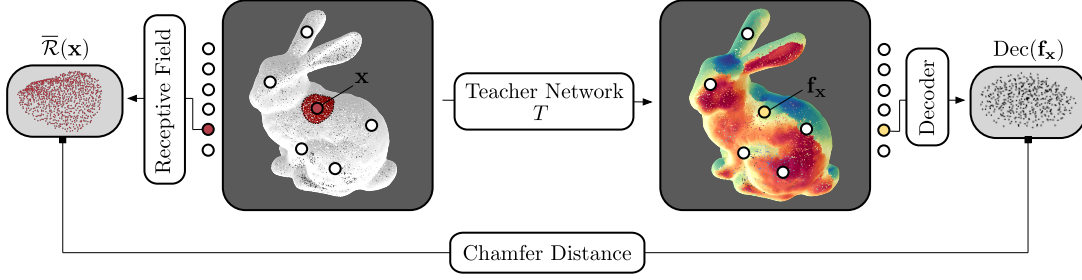 R̅(x)
Receptive Field
x
Teacher Network
T
f_x
Decoder
Dec(f_x)
Chamfer Distance